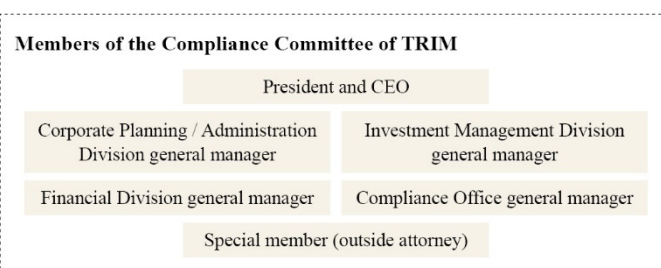 Members of the Compliance Committee of TRIM
President and CEO
Corporate Planning / Administration
Division general manager
Investment Management Division
general manager
Financial Division general manager
Compliance Office general manager
Special member (outside attorney)